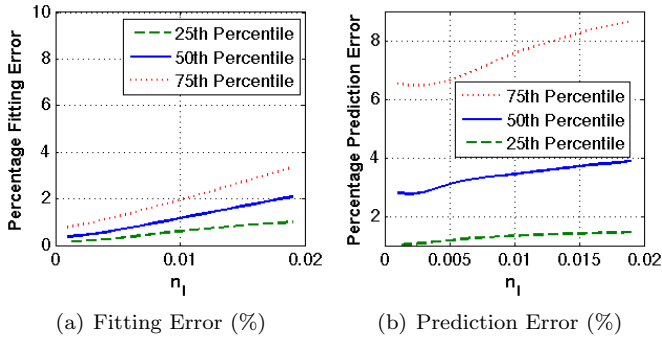 Percentage Fitting Error
10
8
6
4
2
0
25th Percentile
50th Percentile
75th Percentile
0 0.01 0.02
n_I
(a) Fitting Error (%)
Percentage Prediction Error
8
6
4
2
75th Percentile
50th Percentile
25th Percentile
0 0.005 0.01 0.015 0.02
n_I
(b) Prediction Error (%)